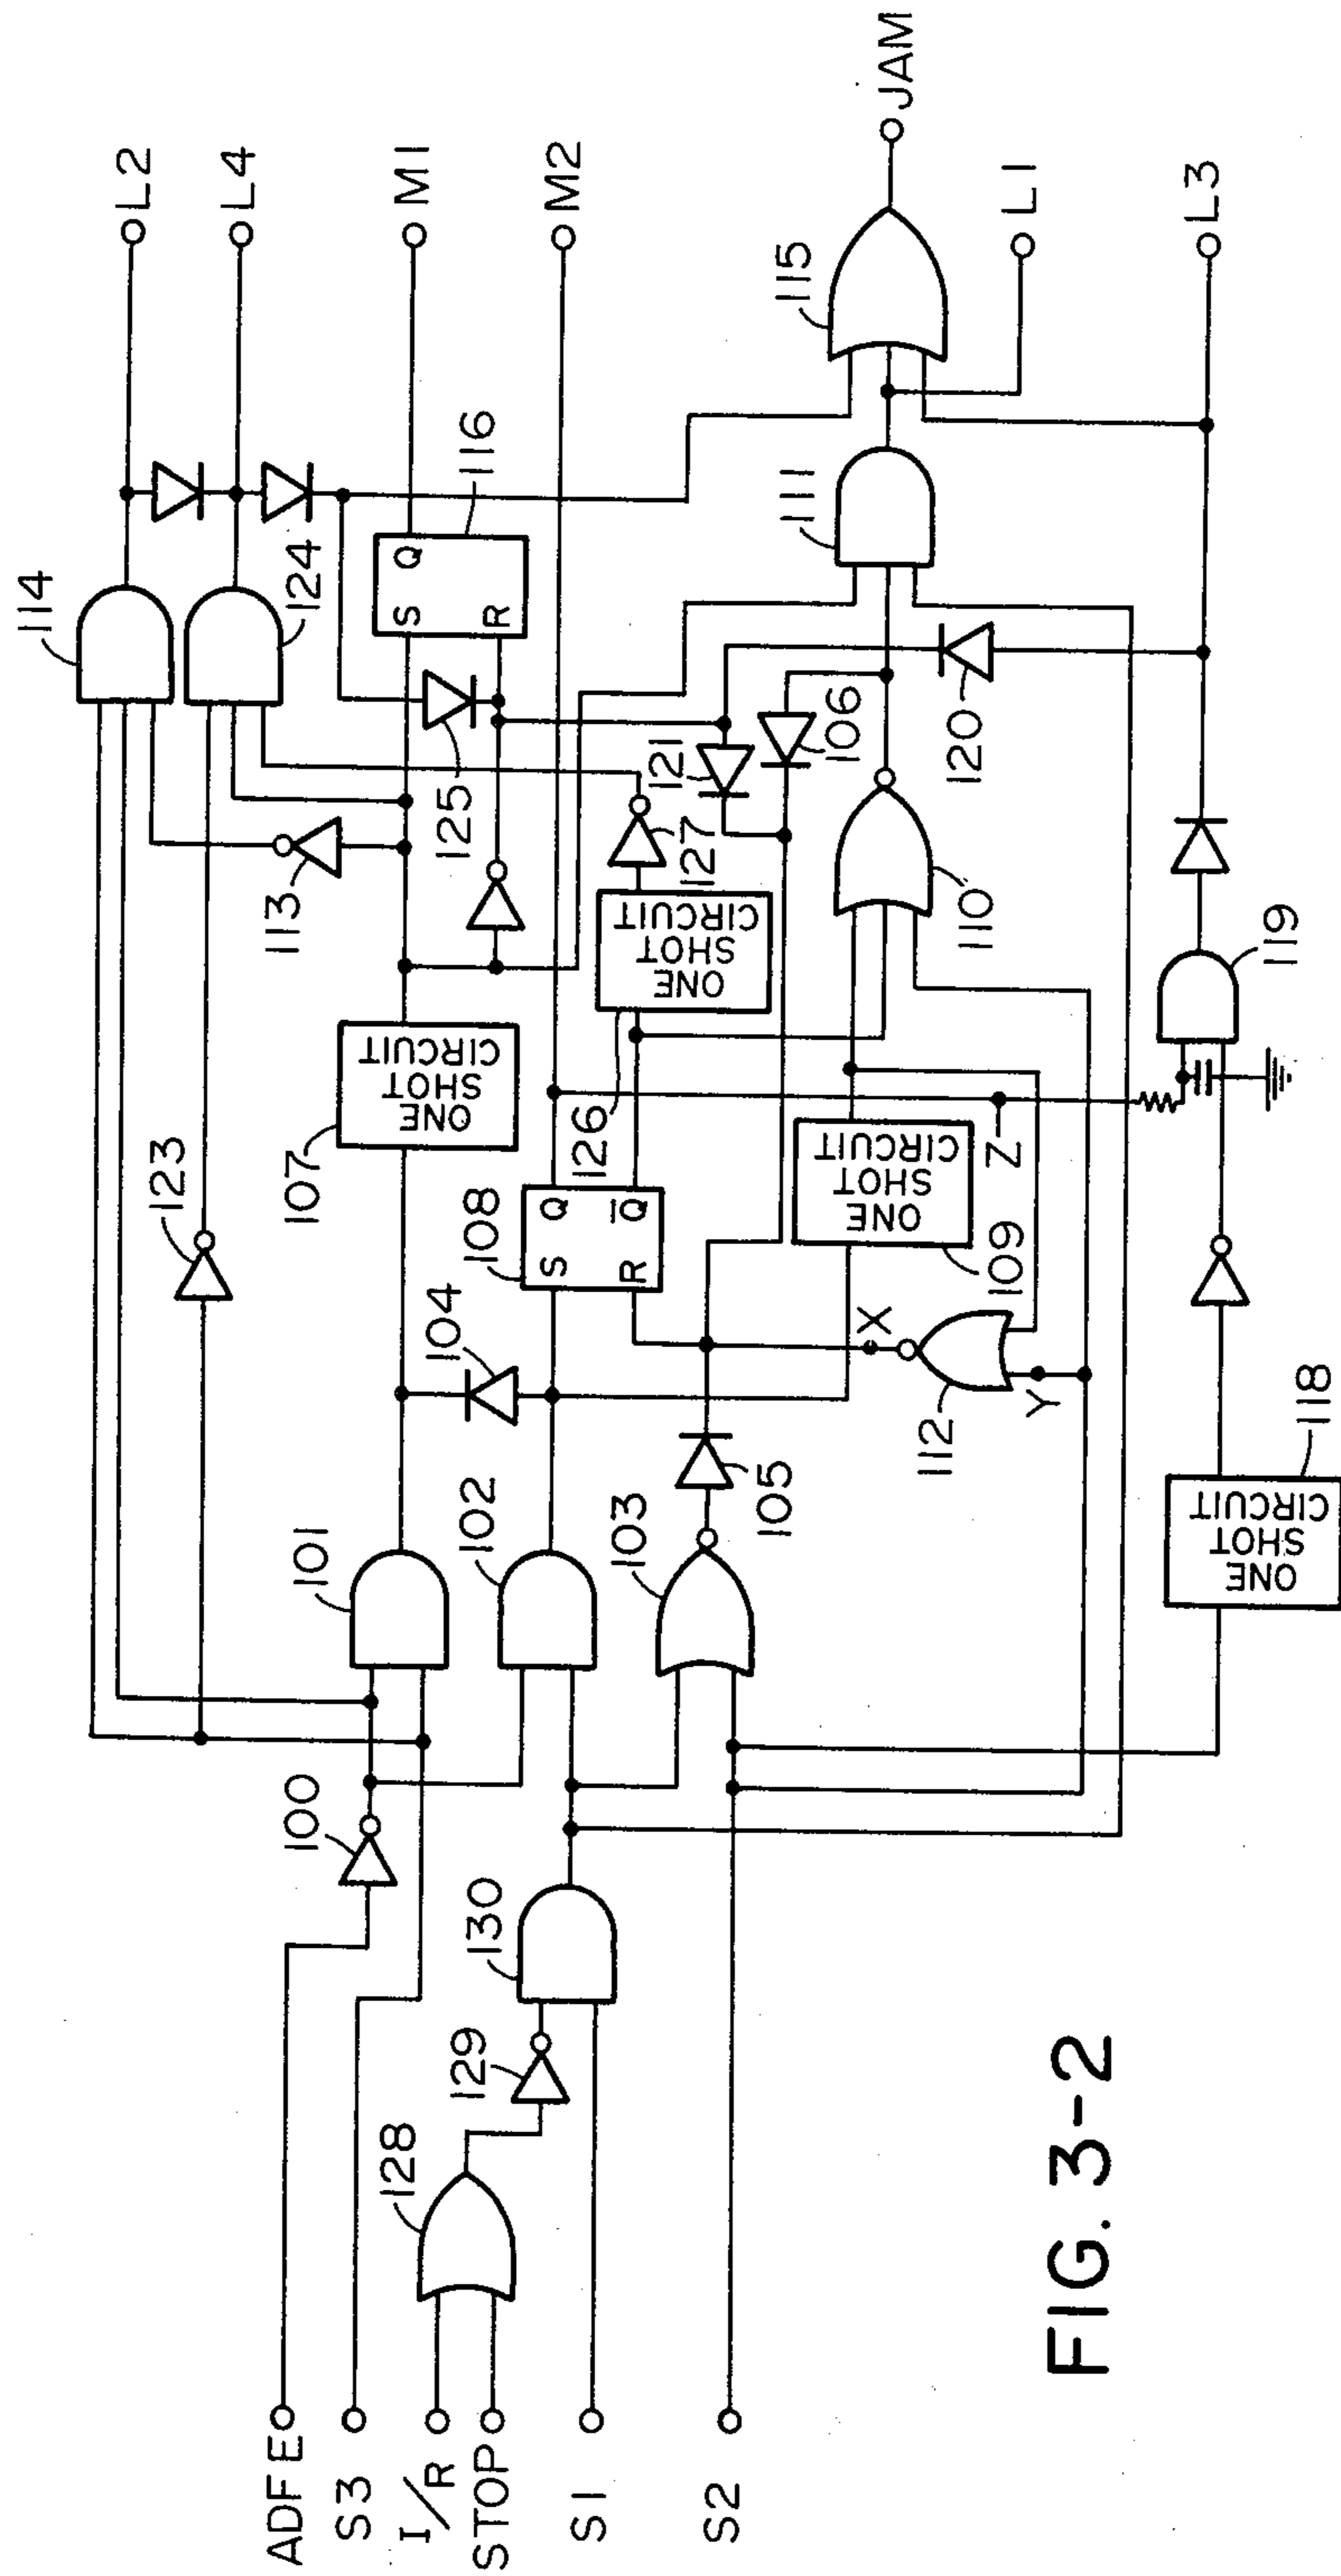 ADF E
S3
I/R
STOP
S1
S2
100
128
129
130
101
102
103
104
105
123
107
ONE
SHOT
CIRCUIT
108
S
Q
R
Q̅
126
ONE
SHOT
CIRCUIT
127
109
ONE
SHOT
CIRCUIT
X
Y
Z
112
110
118
ONE
SHOT
CIRCUIT
119
113
125
121
106
120
114
124
116
S
Q
R
111
115
L2
L4
M1
M2
JAM
L1
L3
FIG. 3-2